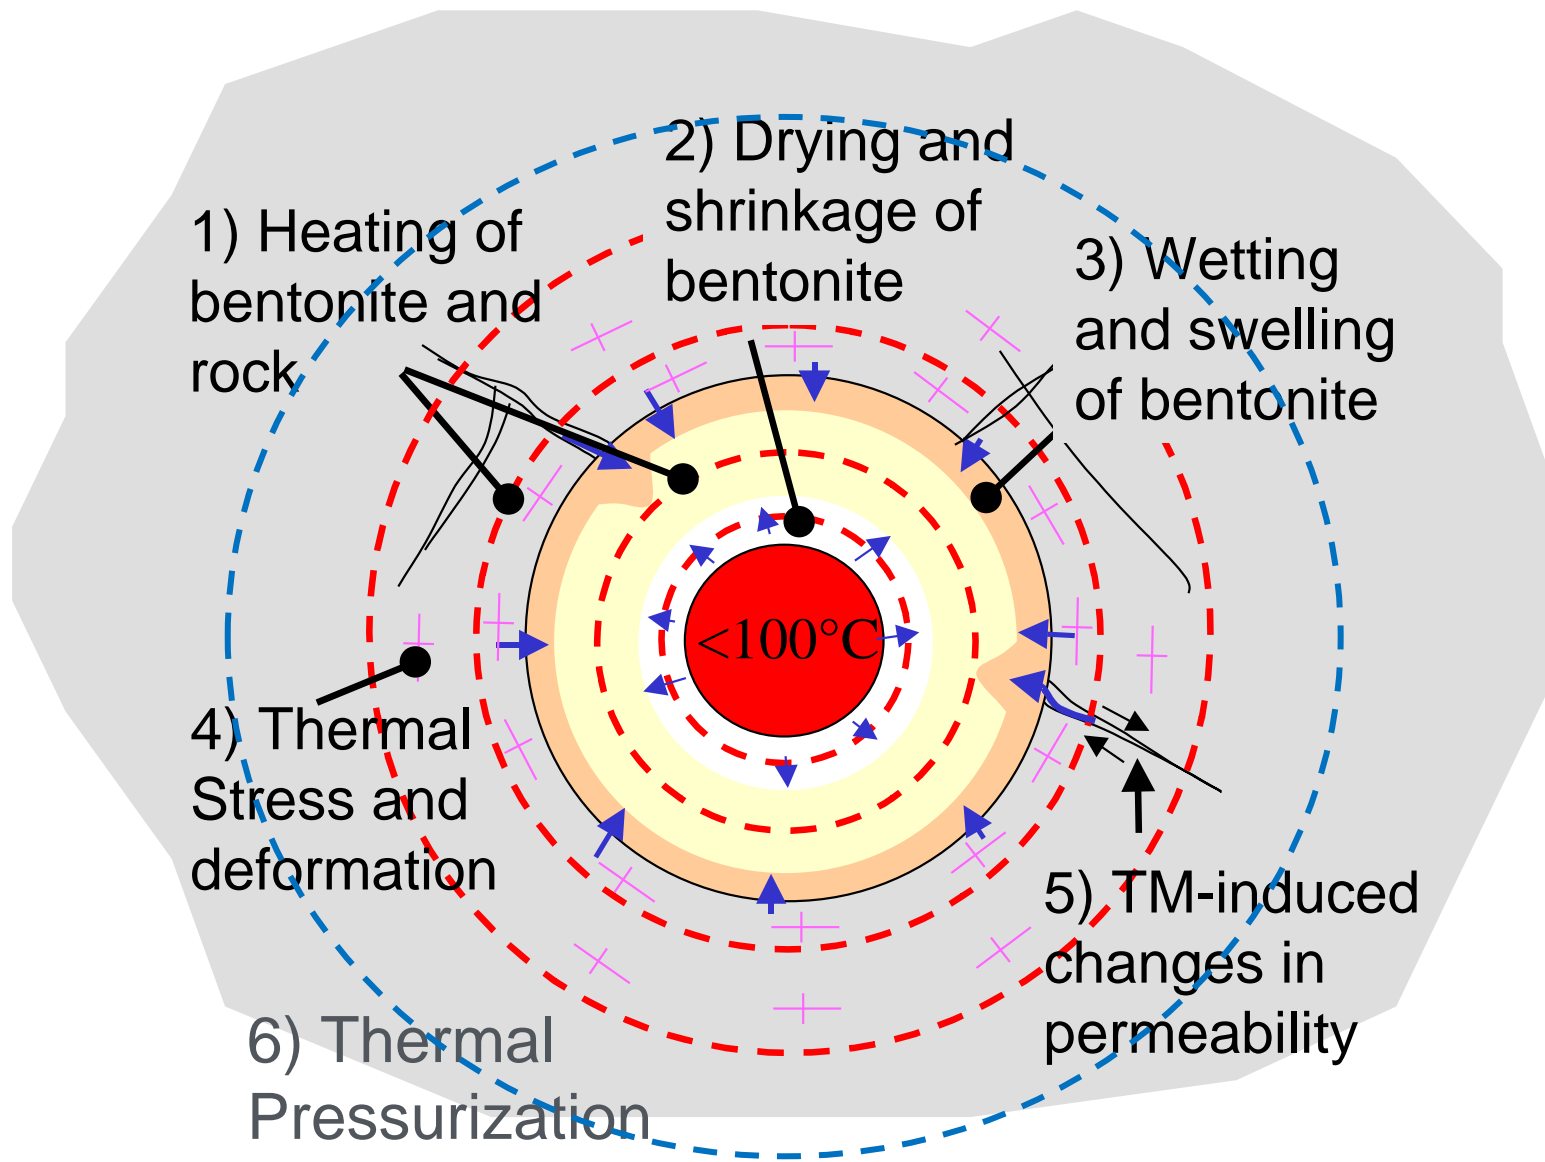 1) Heating of
bentonite and
rock
2) Drying and
shrinkage of
bentonite
3) Wetting
and swelling
of bentonite
<100°C
4) Thermal
Stress and
deformation
5) TM-induced
changes in
permeability
6) Thermal
Pressurization